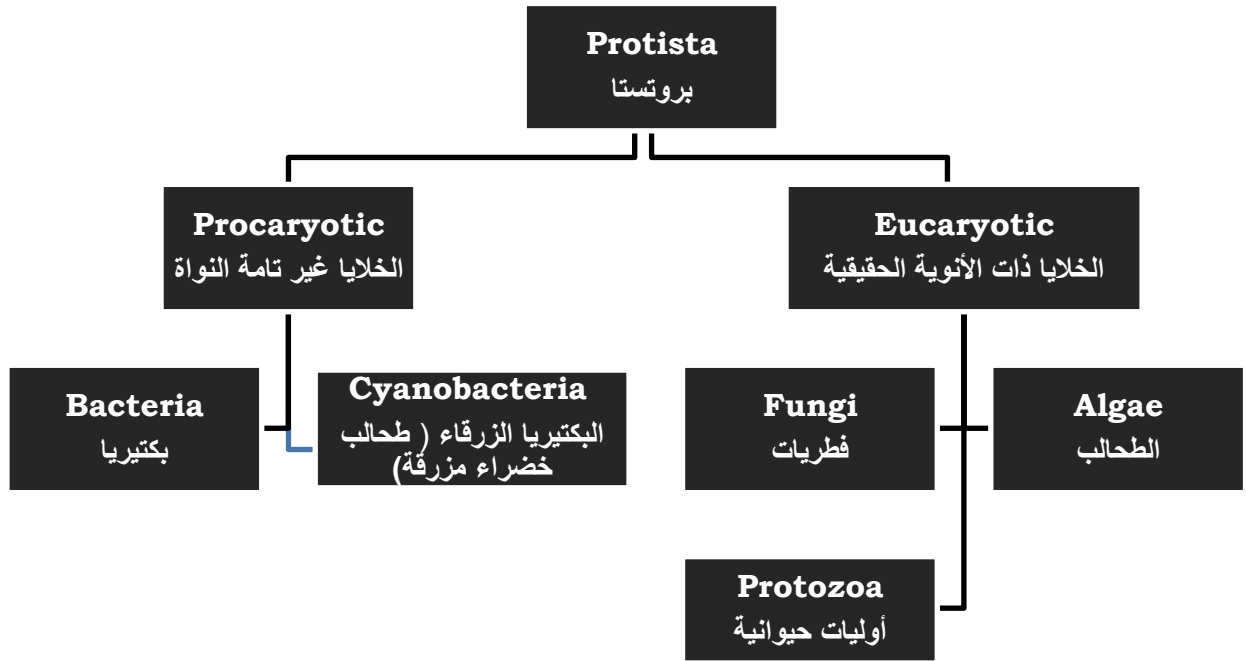 Protista
بروتستا
Procaryotic
الخلايا غير تامة النواة
Eucaryotic
الخلايا ذات الأنوية الحقيقية
Bacteria
بكتيريا
Cyanobacteria
البكتيريا الزرقاء ( طحالب
خضراء مزرقة)
Fungi
فطريات
Algae
الطحالب
Protozoa
أوليات حيوانية